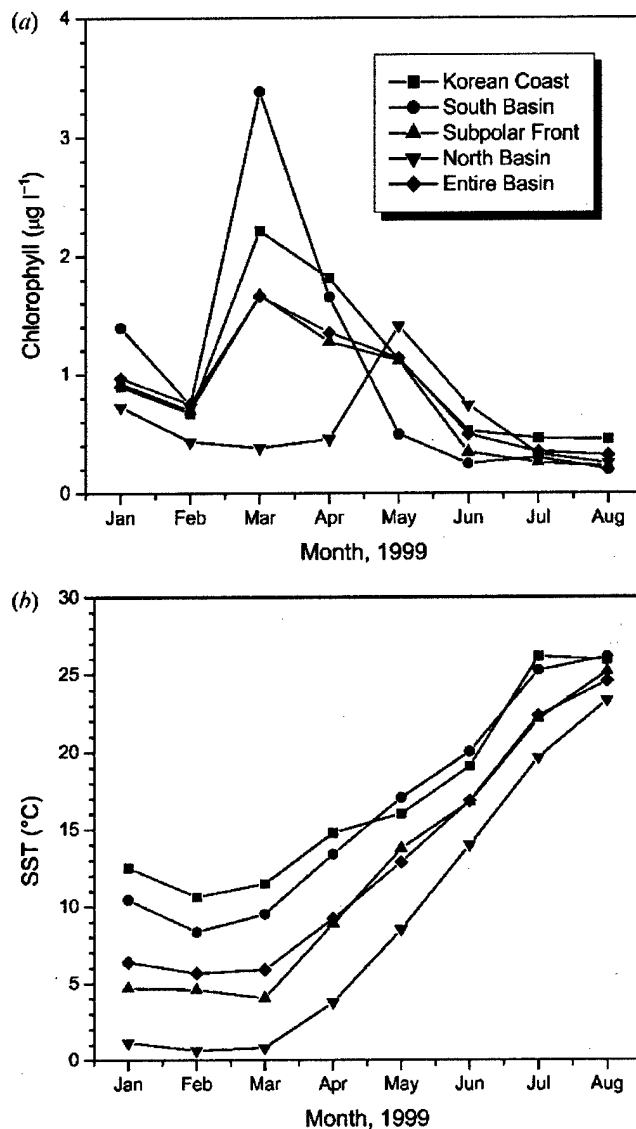 (a)
4
3
2
1
0
Chlorophyll (µg l⁻¹)
Korean Coast
South Basin
Subpolar Front
North Basin
Entire Basin
Jan Feb Mar Apr May Jun Jul Aug
Month, 1999
(b)
30
25
20
15
10
5
0
SST (°C)
Jan Feb Mar Apr May Jun Jul Aug
Month, 1999